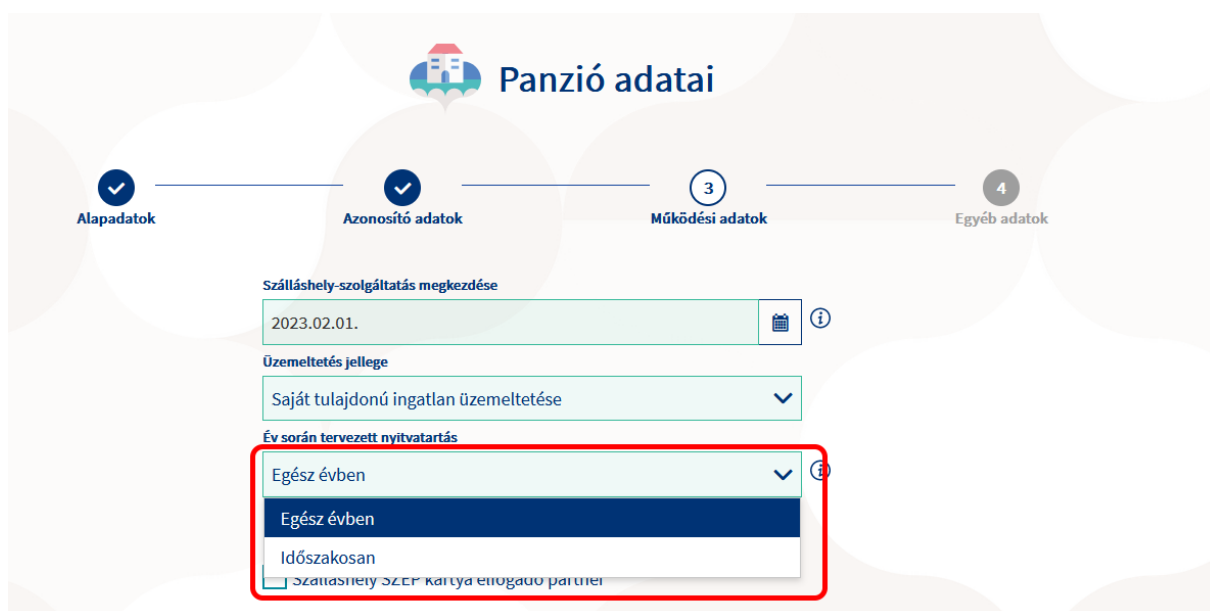 Panzió adatai
3
4
Alapadatok
Azonosító adatok
Működési adatok
Egyéb adatok
Szálláshely-szolgáltatás megkezdése
2023.02.01.
Üzemeltetés jellege
Saját tulajdonú ingatlan üzemeltetése
Év során tervezett nyitvatartás
Egész évben
Egész évben
Időszakosan
Szálláshely SZÉP kártya elfogadó partner